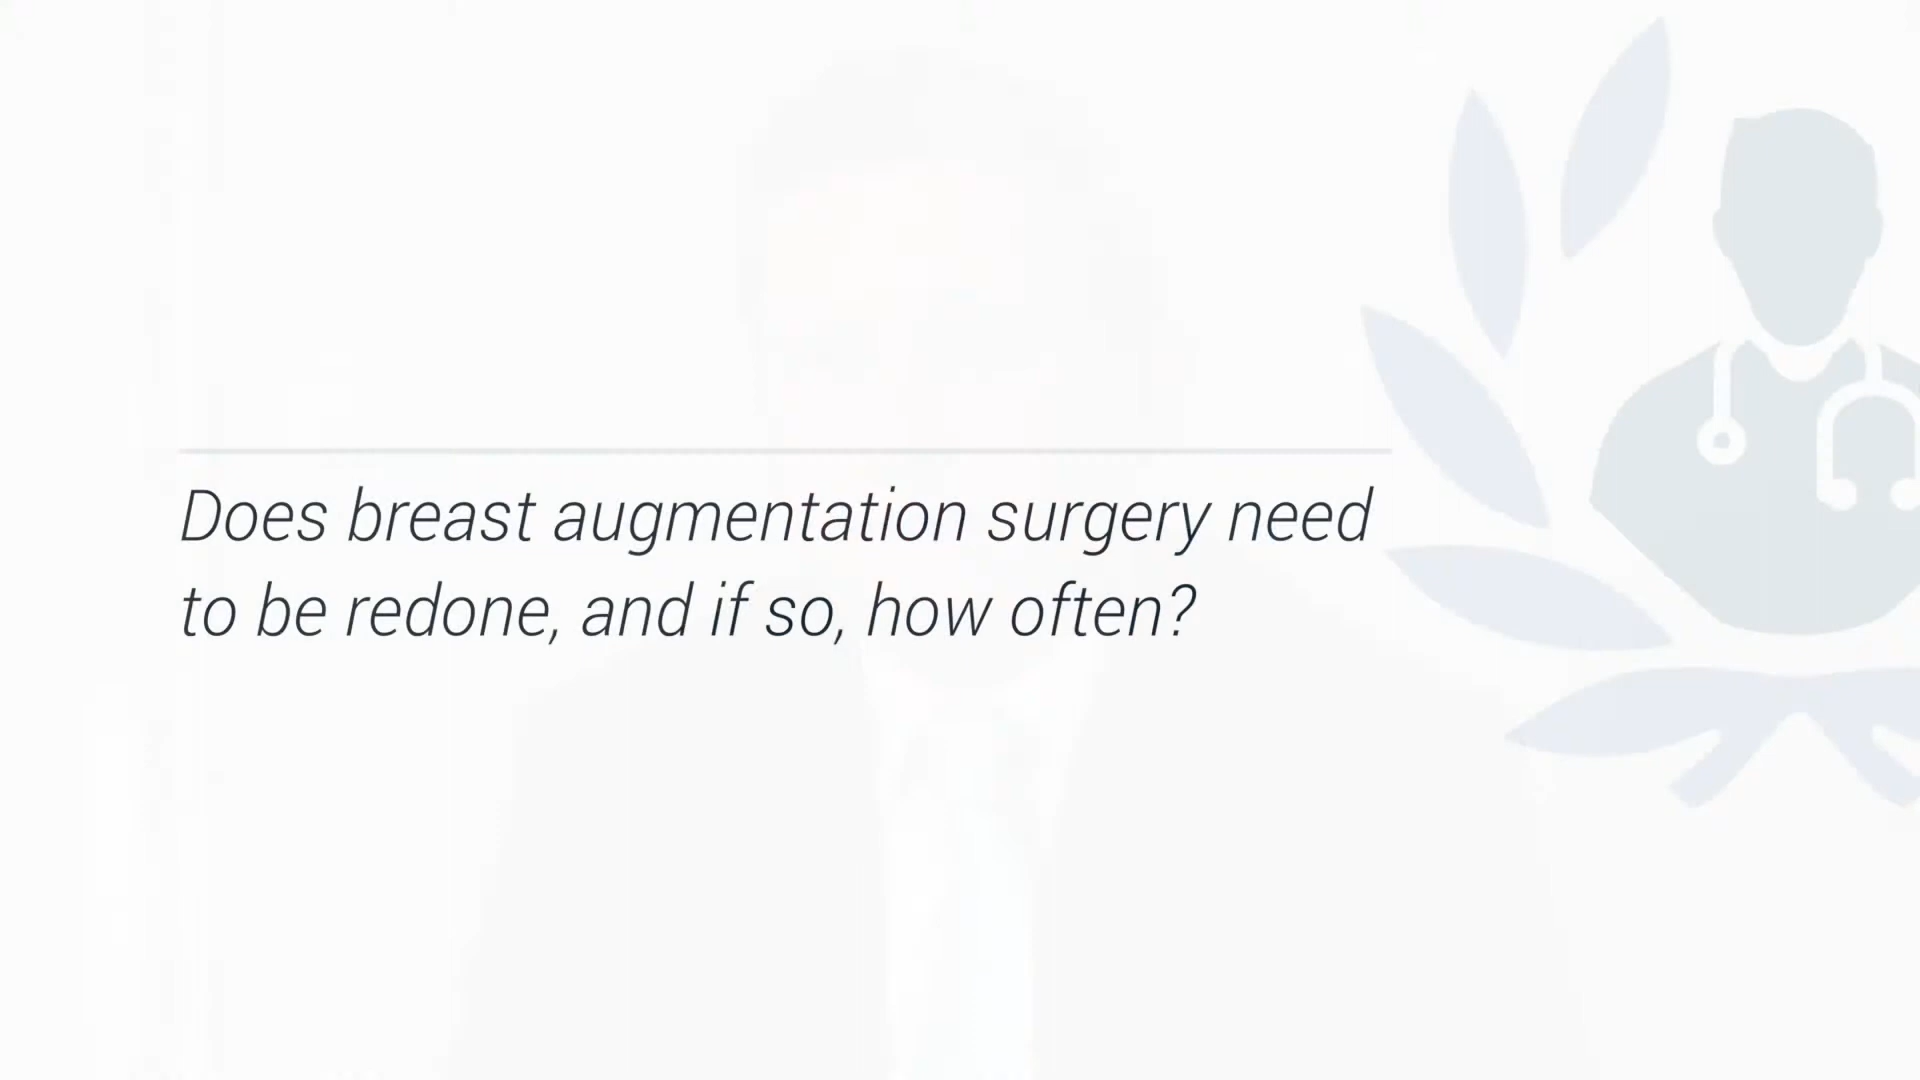 Does breast augmentation surgery need
to be redone, and if so, how often?